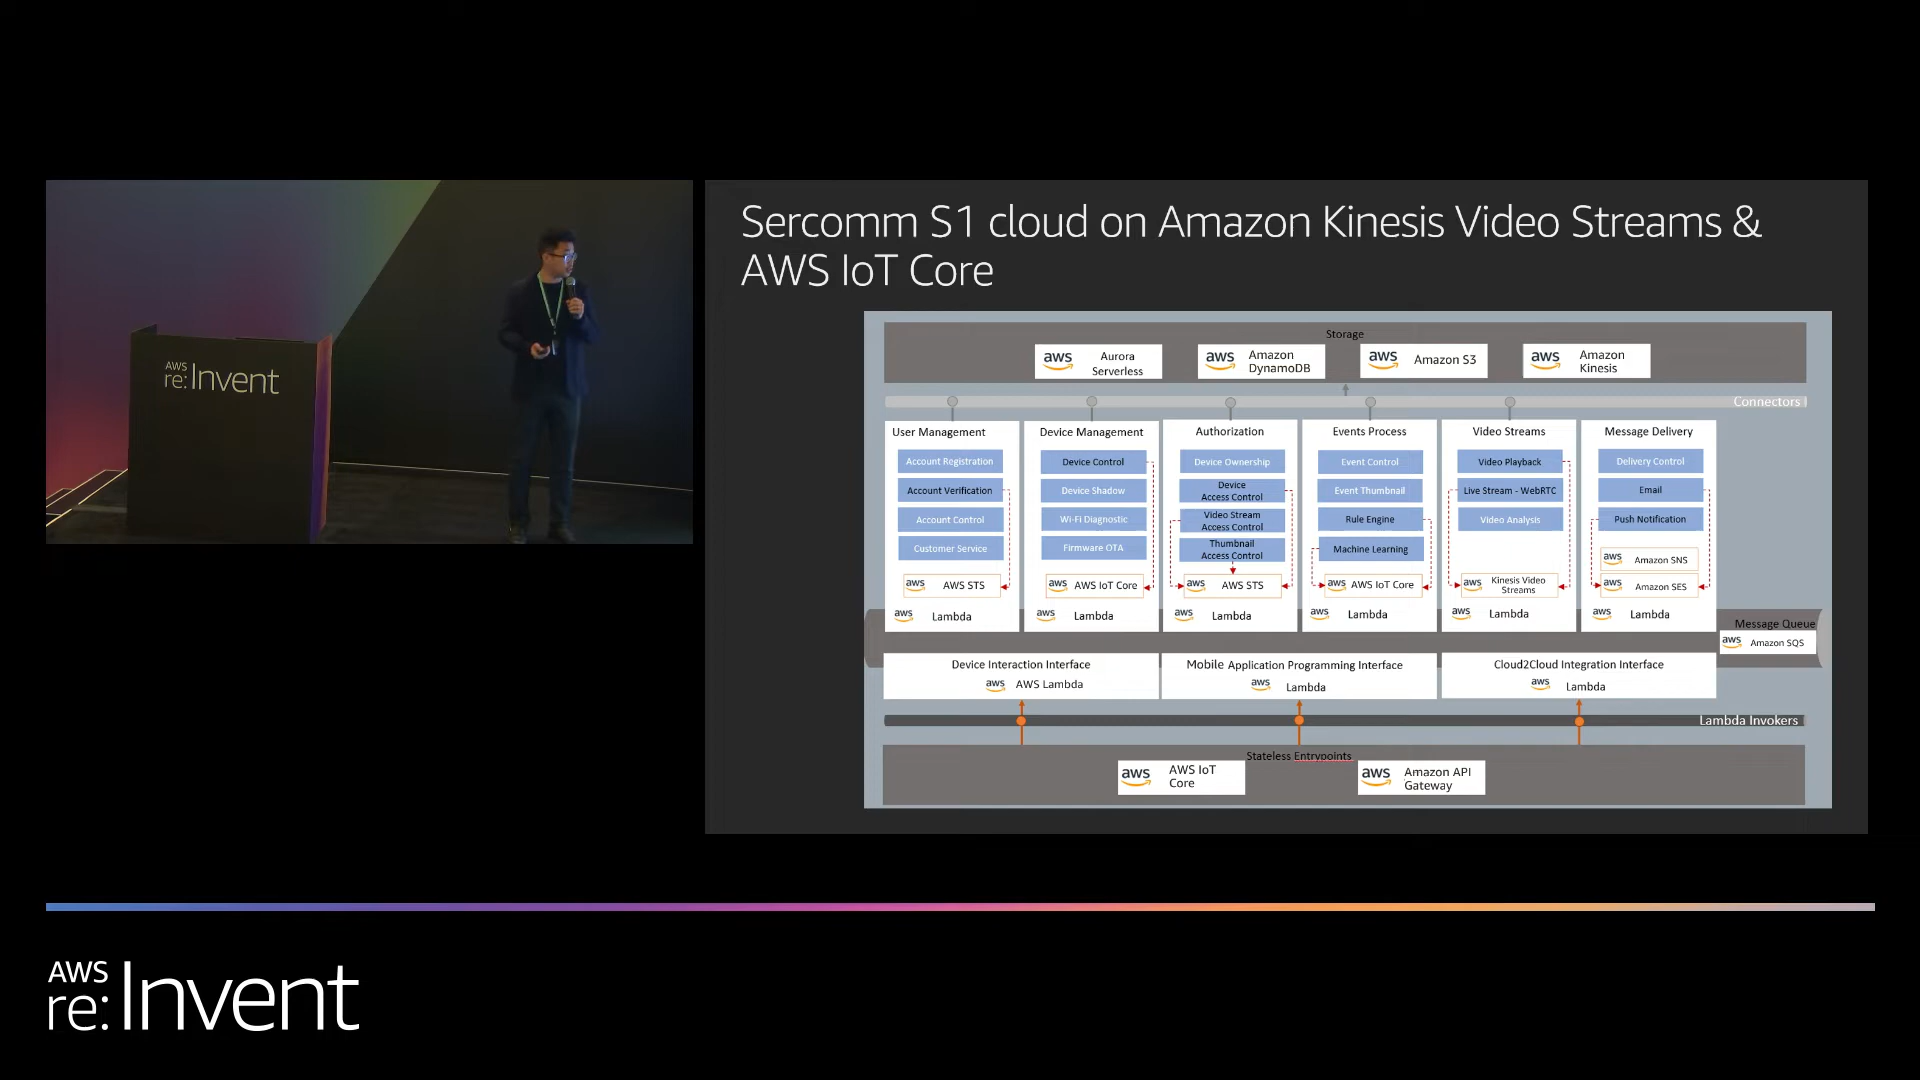 AWS
re:Invent
Sercomm S1 cloud on Amazon Kinesis Video Streams &
AWS IoT Core
Storage
aws Aurora Serverless
aws Amazon DynamoDB
aws Amazon S3
aws Amazon Kinesis
Connectors
User Management
Account Registration
Account Verification
Account Control
Customer Service
aws AWS STS
aws Lambda
Device Management
Device Control
Device Shadow
Wi-Fi Diagnostic
Firmware OTA
aws AWS IoT Core
aws Lambda
Authorization
Device Ownership
Device
Access Control
Video Stream
Access Control
Thumbnail
Access Control
aws AWS STS
aws Lambda
Events Process
Event Control
Event Thumbnail
Rule Engine
Machine Learning
aws AWS IoT Core
aws Lambda
Video Streams
Video Playback
Live Stream - WebRTC
Video Analysis
aws Kinesis Video
Streams
aws Lambda
Message Delivery
Delivery Control
Email
Push Notification
aws Amazon SNS
aws Amazon SES
aws Lambda
Message Queue
aws Amazon SQS
Device Interaction Interface
aws AWS Lambda
Mobile Application Programming Interface
aws Lambda
Cloud2Cloud Integration Interface
aws Lambda
Lambda Invokers
Stateless Entrypoints
aws AWS IoT
Core
aws Amazon API
Gateway
AWS
re:Invent